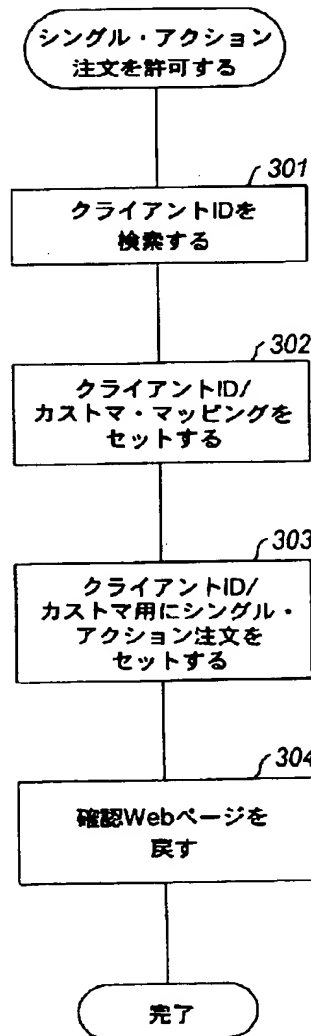 シングル・アクション
注文を許可する
301
クライアントIDを
検索する
302
クライアントID/
カストマ・マッピングを
セットする
303
クライアントID/
カストマ用にシングル・
アクション注文を
セットする
304
確認Webページを
戻す
完了